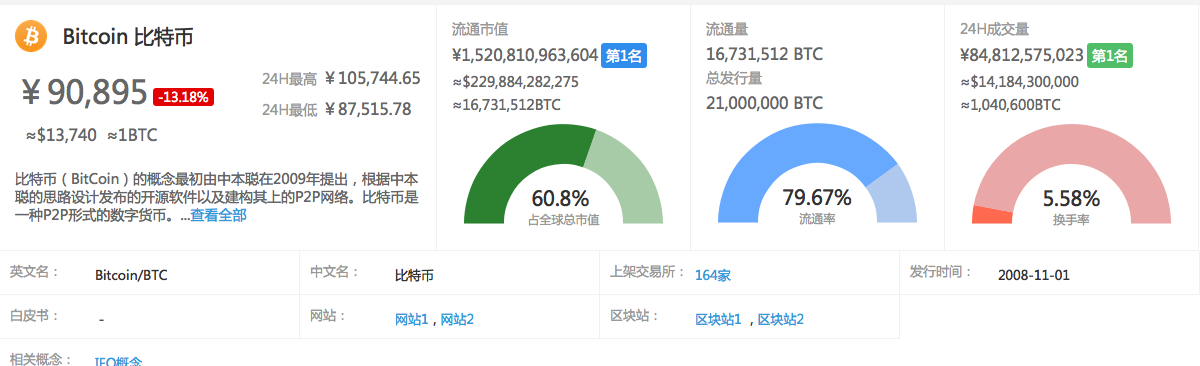 Bitcoin 比特币
¥ 90,895 -13.18%
24H最高 ¥ 105,744.65
24H最低 ¥ 87,515.78
≈$13,740 ≈1BTC
比特币（BitCoin）的概念最初由中本聪在2009年提出，根据中本
聪的思路设计发布的开源软件以及建构其上的P2P网络。比特币是
一种P2P形式的数字货币。...查看全部
流通市值
¥1,520,810,963,604 第1名
≈$229,884,282,275
≈16,731,512BTC
60.8%
占全球总市值
流通量
16,731,512 BTC
总发行量
21,000,000 BTC
79.67%
流通率
24H成交量
¥84,812,575,023 第1名
≈$14,184,300,000
≈1,040,600BTC
5.58%
换手率
英文名： Bitcoin/BTC
中文名： 比特币
上架交易所： 164家
发行时间： 2008-11-01
白皮书： -
网站： 网站1，网站2
区块站： 区块站1 ，区块站2
相关概念： IFO概念